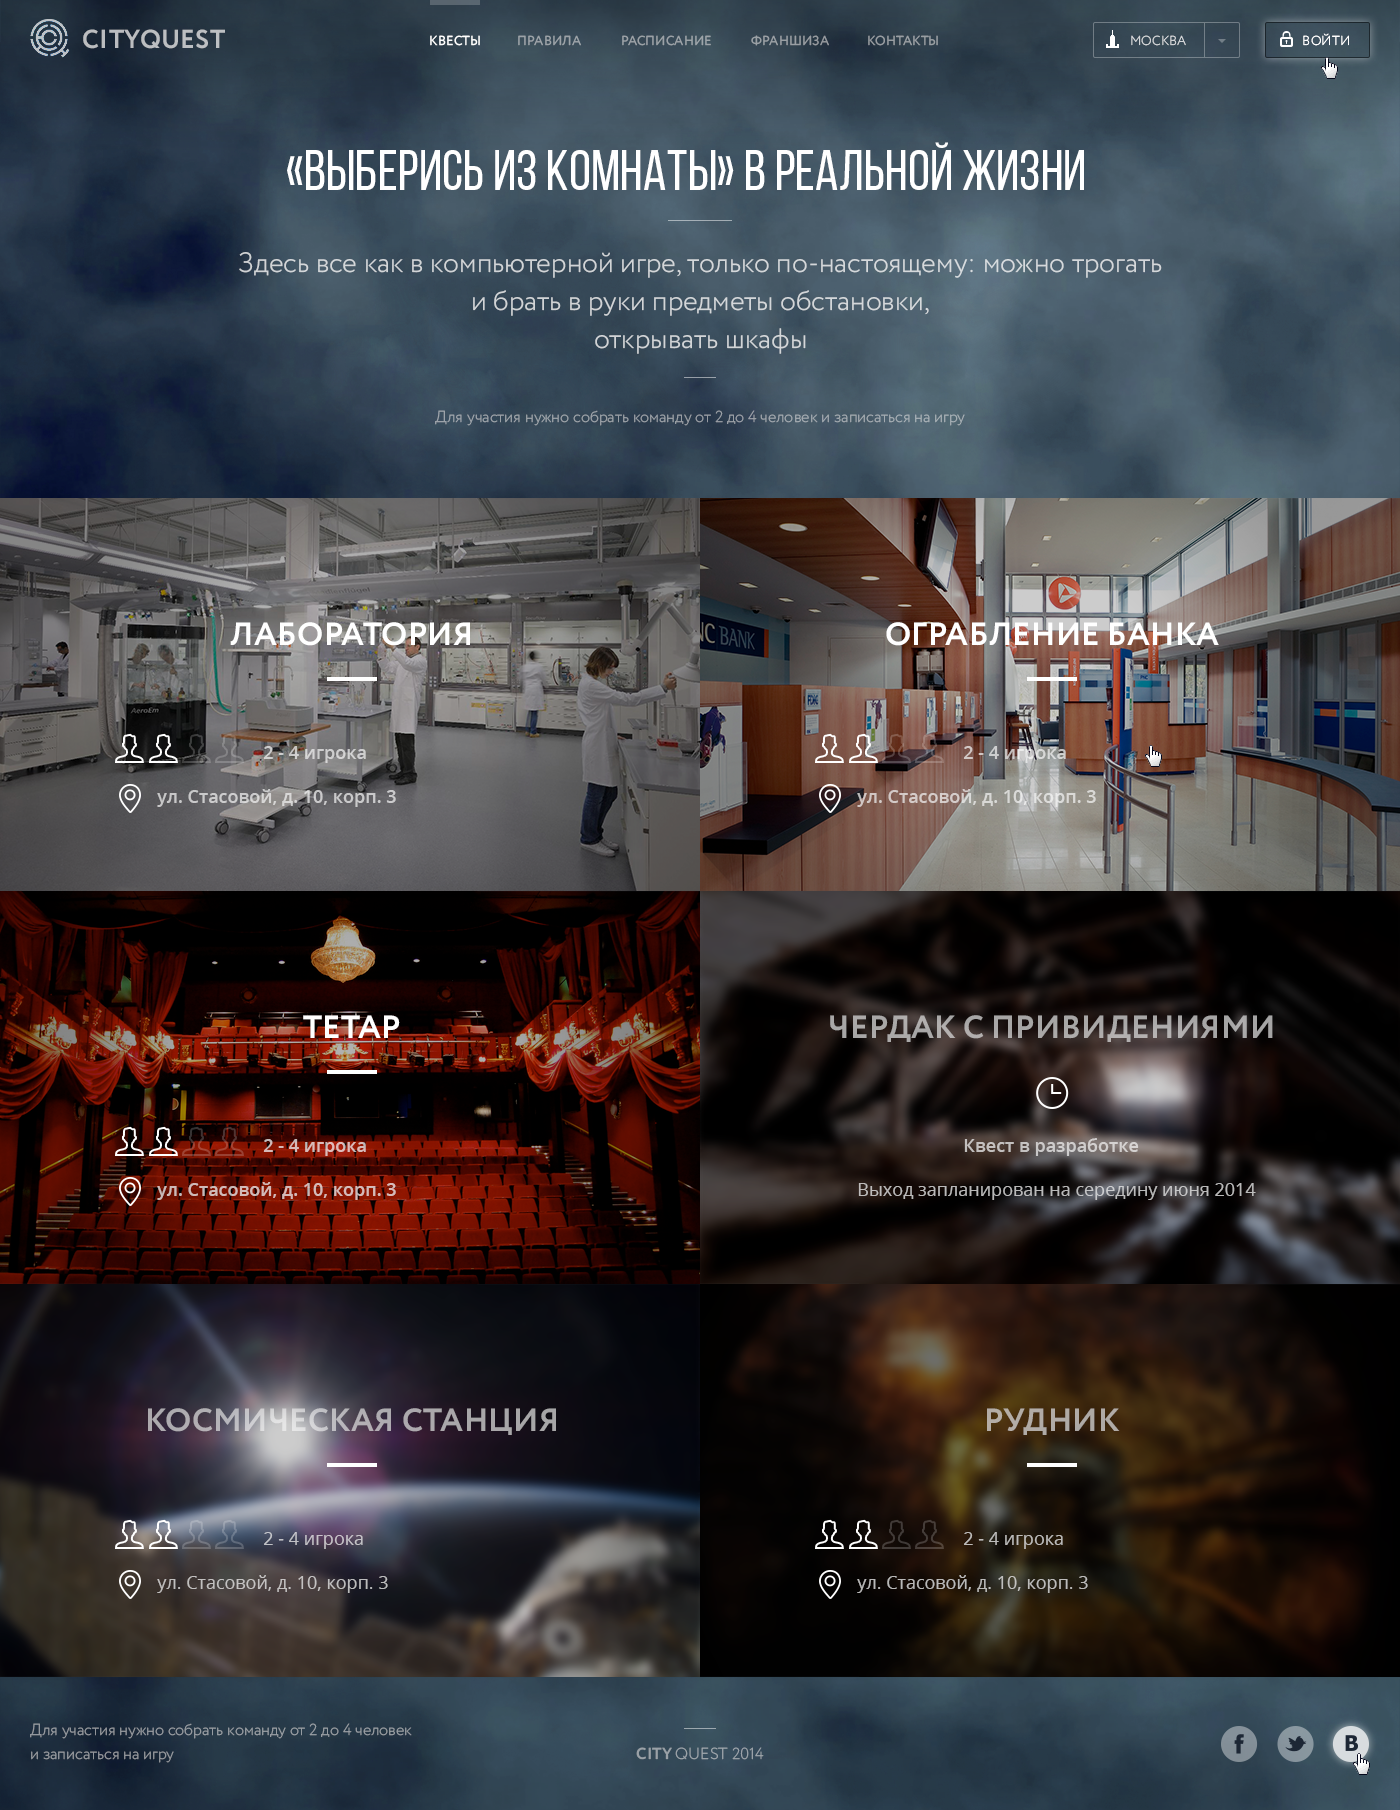 CITYQUEST
КВЕСТЫ ПРАВИЛА РАСПИСАНИЕ ФРАНШИЗА КОНТАКТЫ
МОСКВА
ВОЙТИ
«ВЫБЕРИСЬ ИЗ КОМНАТЫ» В РЕАЛЬНОЙ ЖИЗНИ
Здесь все как в компьютерной игре, только по-настоящему: можно трогать
и брать в руки предметы обстановки,
открывать шкафы
Для участия нужно собрать команду от 2 до 4 человек и записаться на игру
ЛАБОРАТОРИЯ
AeroEm
2 - 4 игрока
ул. Стасовой, д. 10, корп. 3
ОГРАБЛЕНИЕ БАНКА
NC BANK
2 - 4 игрока
ул. Стасовой, д. 10, корп. 3
ТЕТАР
2 - 4 игрока
ул. Стасовой, д. 10, корп. 3
ЧЕРДАК С ПРИВИДЕНИЯМИ
Квест в разработке
Выход запланирован на середину июня 2014
КОСМИЧЕСКАЯ СТАНЦИЯ
2 - 4 игрока
ул. Стасовой, д. 10, корп. 3
РУДНИК
2 - 4 игрока
ул. Стасовой, д. 10, корп. 3
Для участия нужно собрать команду от 2 до 4 человек
и записаться на игру
CITY QUEST 2014
f
B